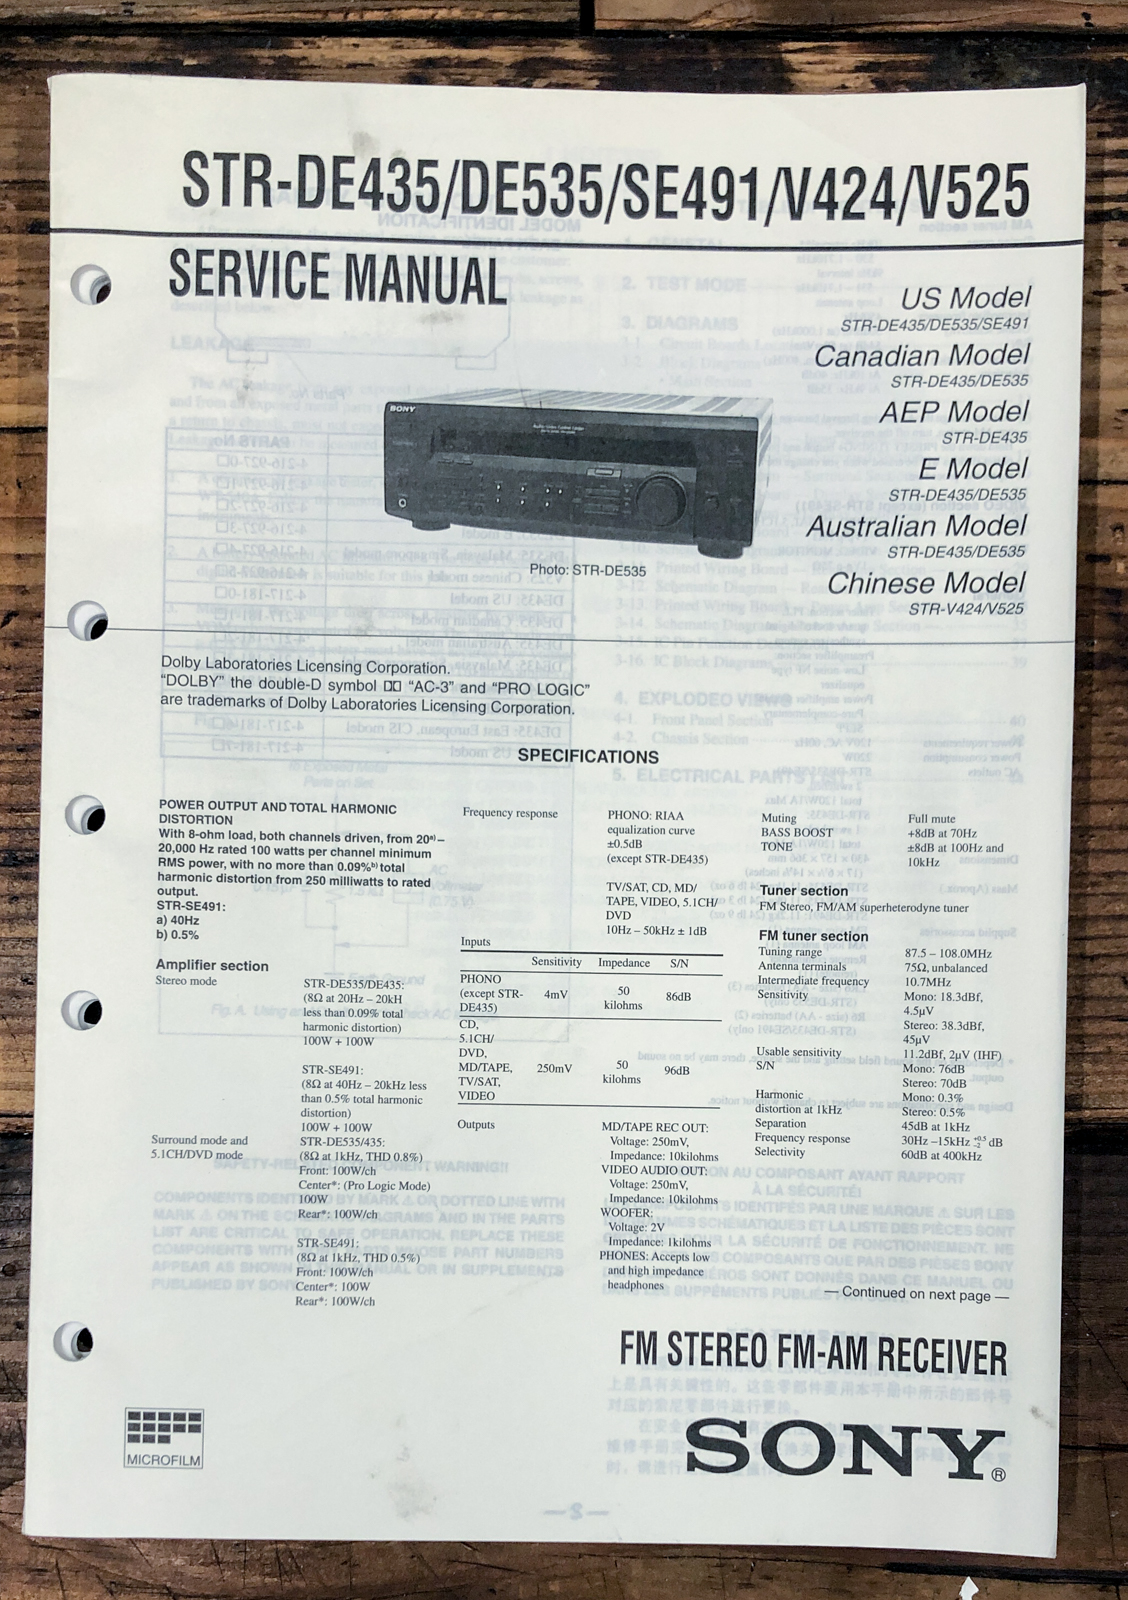 STR-DE435/DE535/SE491/V424/V525
SERVICE MANUAL
US Model
STR-DE435/DE535/SE491
Canadian Model
STR-DE435/DE535
AEP Model
STR-DE435
E Model
STR-DE435/DE535
Australian Model
STR-DE435/DE535
Chinese Model
STR-V424/V525
SONY
Photo: STR-DE535
Dolby Laboratories Licensing Corporation.
“DOLBY” the double-D symbol “AC-3” and “PRO LOGIC”
are trademarks of Dolby Laboratories Licensing Corporation.
SPECIFICATIONS
POWER OUTPUT AND TOTAL HARMONIC
DISTORTION
With 8-ohm load, both channels driven, from 20a) –
20,000 Hz rated 100 watts per channel minimum
RMS power, with no more than 0.09%b) total
harmonic distortion from 250 milliwatts to rated
output.
STR-SE491:
a) 40Hz
b) 0.5%
Amplifier section
Stereo mode
STR-DE535/DE435:
(8Ω at 20Hz – 20kH
less than 0.09% total
harmonic distortion)
100W + 100W
STR-SE491:
(8Ω at 40Hz – 20kHz less
than 0.5% total harmonic
distortion)
100W + 100W
Surround mode and
5.1CH/DVD mode
STR-DE535/435:
(8Ω at 1kHz, THD 0.8%)
Front: 100W/ch
Center*: (Pro Logic Mode)
100W
Rear*: 100W/ch
STR-SE491:
(8Ω at 1kHz, THD 0.5%)
Front: 100W/ch
Center*: 100W
Rear*: 100W/ch
Frequency response
PHONO: RIAA
equalization curve
±0.5dB
(except STR-DE435)
TV/SAT, CD, MD/
TAPE, VIDEO, 5.1CH/
DVD
10Hz – 50kHz ± 1dB
Inputs
Sensitivity Impedance S/N
PHONO
(except STR-
DE435)
4mV
50
kilohms
86dB
CD,
5.1CH/
DVD,
MD/TAPE,
TV/SAT,
VIDEO
250mV
50
kilohms
96dB
Outputs
MD/TAPE REC OUT:
Voltage: 250mV,
Impedance: 10kilohms
VIDEO AUDIO OUT:
Voltage: 250mV,
Impedance: 10kilohms
WOOFER:
Voltage: 2V
Impedance: 1kilohms
PHONES: Accepts low
and high impedance
headphones
Muting Full mute
BASS BOOST +8dB at 70Hz
TONE ±8dB at 100Hz and
10kHz
Tuner section
FM Stereo, FM/AM superheterodyne tuner
FM tuner section
Tuning range 87.5 – 108.0MHz
Antenna terminals 75Ω, unbalanced
Intermediate frequency 10.7MHz
Sensitivity Mono: 18.3dBf,
4.5µV
Stereo: 38.3dBf,
45µV
Usable sensitivity 11.2dBf, 2µV (IHF)
S/N Mono: 76dB
Stereo: 70dB
Harmonic Mono: 0.3%
distortion at 1kHz Stereo: 0.5%
Separation 45dB at 1kHz
Frequency response 30Hz –15kHz +0.5 –2 dB
Selectivity 60dB at 400kHz
— Continued on next page —
FM STEREO FM-AM RECEIVER
MICROFILM
SONY®